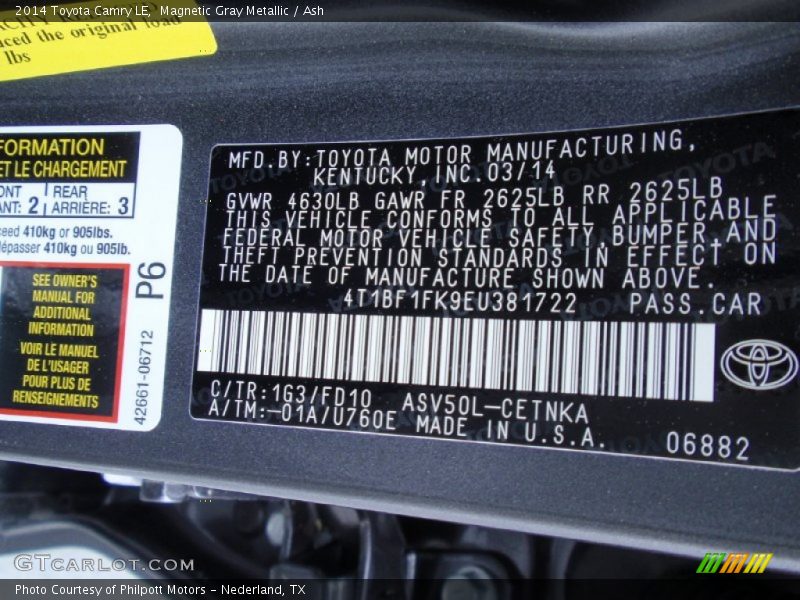 2014 Toyota Camry LE, Magnetic Gray Metallic / Ash
the original load
lbs
FORMATION
ET LE CHARGEMENT
REAR
2 ARRIÈRE: 3
410kg or 905lbs.
dépasser 410kg ou 905lb.
SEE OWNER'S
MANUAL FOR
ADDITIONAL
INFORMATION
VOIR LE MANUEL
DE L'USAGER
POUR PLUS DE
RENSEIGNEMENTS
P6
42661-06712
MFD.BY:TOYOTA MOTOR MANUFACTURING,
KENTUCKY,INC 03/14
GVWR 4630LB GAWR FR 2625LB RR 2625LB
THIS VEHICLE CONFORMS TO ALL APPLICABLE
FEDERAL MOTOR VEHICLE SAFETY,BUMPER,AND
THEFT PREVENTION STANDARDS IN EFFECT ON
THE DATE OF MANUFACTURE SHOWN ABOVE.
4T1BF1FK9EU381722 PASS.CAR
C/TR:1G3/FD10 ASV50L-CETNKA
A/TM:-01A/U760E MADE IN U.S.A.
06882
GTCarLot.com
Photo Courtesy of Philpott Motors - Nederland, TX